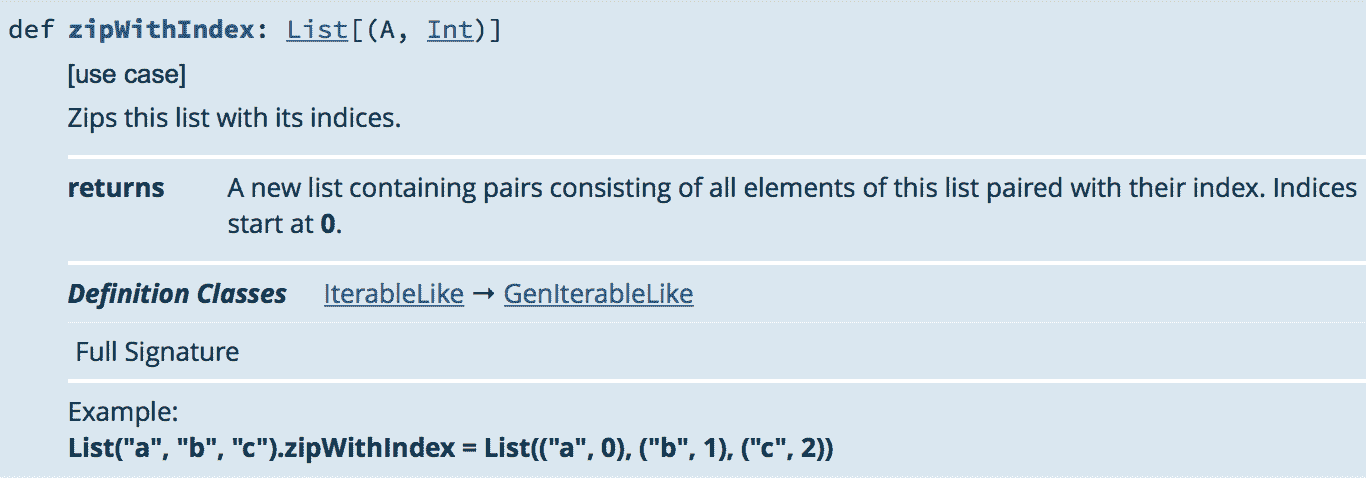 def zipWithIndex: List[(A, Int)]
[use case]
Zips this list with its indices.
returns A new list containing pairs consisting of all elements of this list paired with their index. Indices
start at 0.
Definition Classes IterableLike → GenIterableLike
Full Signature
Example:
List("a", "b", "c").zipWithIndex = List(("a", 0), ("b", 1), ("c", 2))